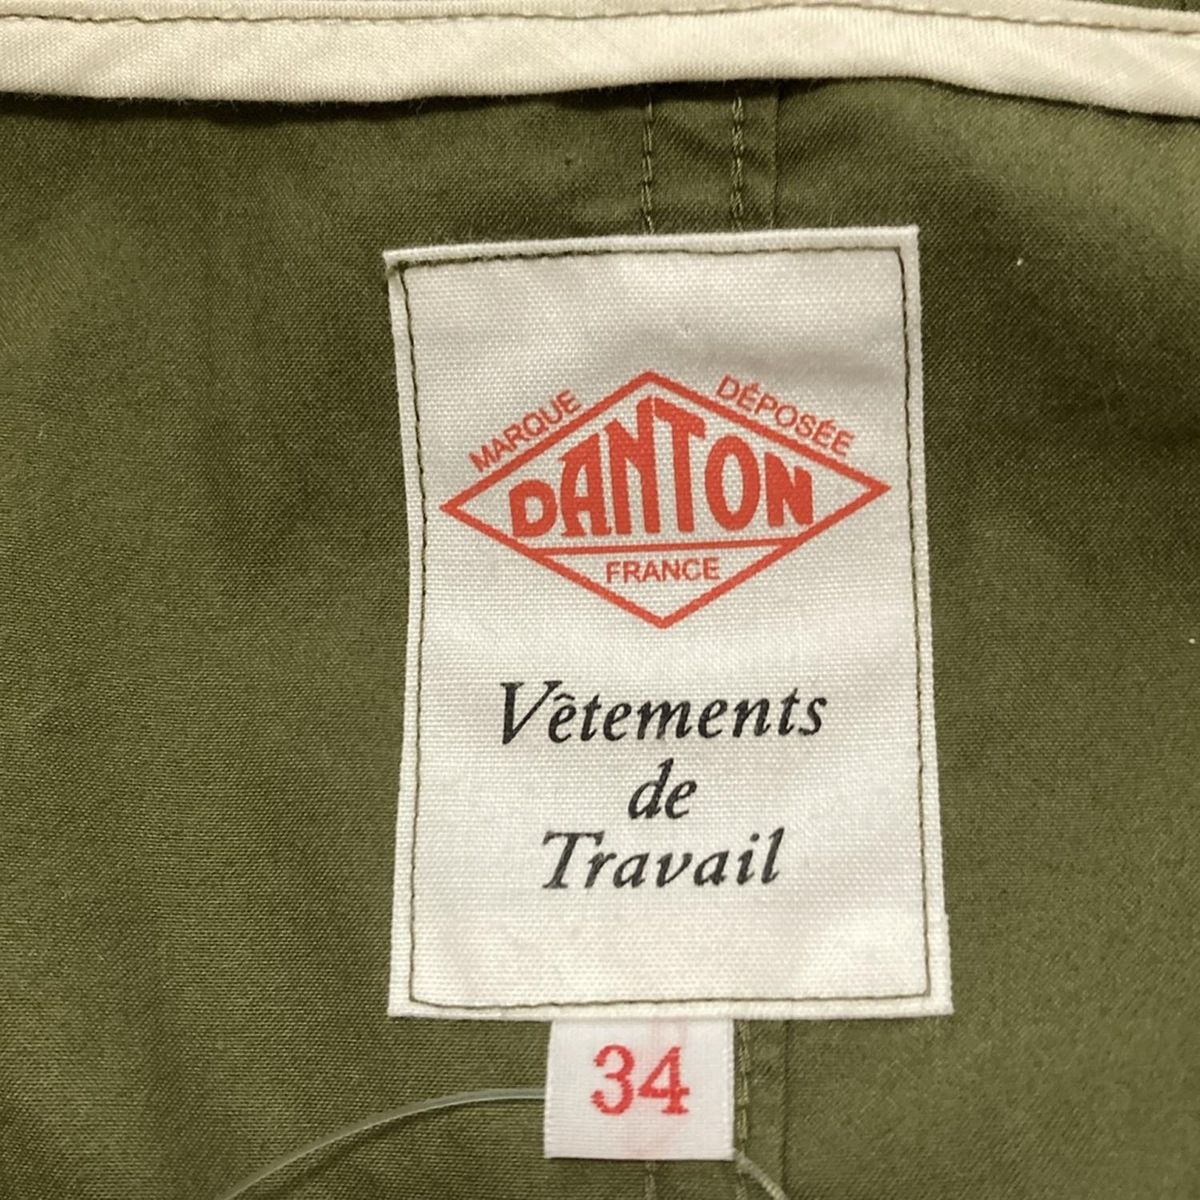 MARQUE DÉPOSÉE
DANTON
FRANCE
Vêtements
de
Travail
34